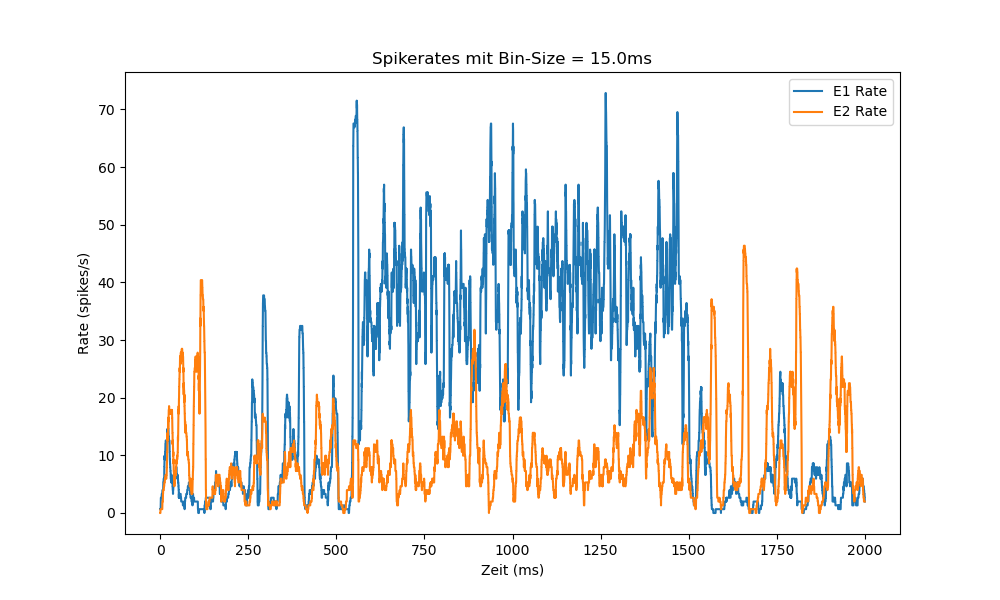 Spikerates mit Bin-Size = 15.0ms
E1 Rate
E2 Rate
Rate (spikes/s)
70
60
50
40
30
20
10
0
0 250 500 750 1000 1250 1500 1750 2000
Zeit (ms)